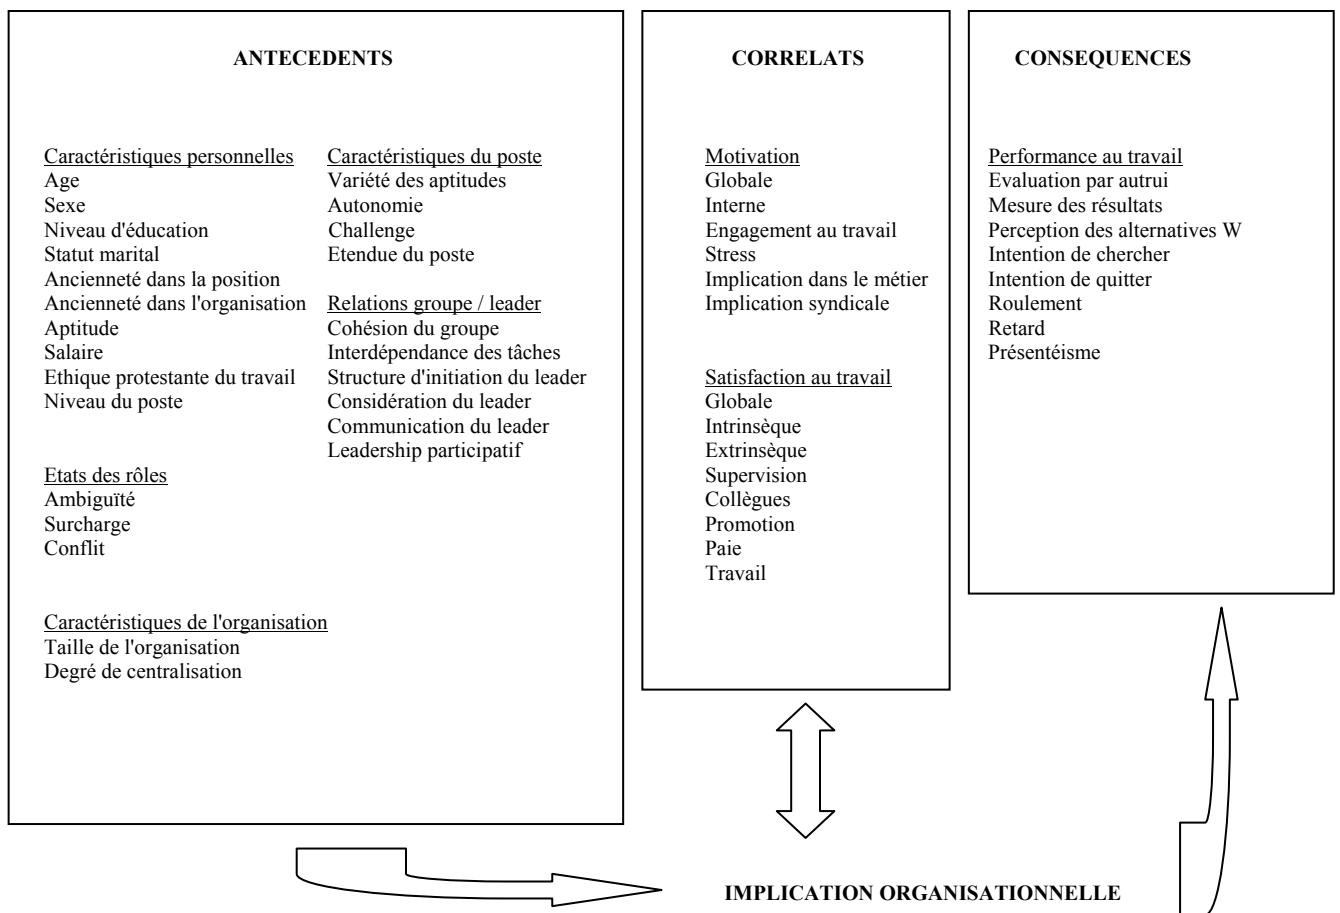 ANTECEDENTS
Caractéristiques personnelles
Age
Sexe
Niveau d'éducation
Statut marital
Ancienneté dans la position
Ancienneté dans l'organisation
Aptitude
Salaire
Ethique protestante du travail
Niveau du poste
Etats des rôles
Ambiguïté
Surcharge
Conflit
Caractéristiques de l'organisation
Taille de l'organisation
Degré de centralisation
Caractéristiques du poste
Variété des aptitudes
Autonomie
Challenge
Etendue du poste
Relations groupe / leader
Cohésion du groupe
Interdépendance des tâches
Structure d'initiation du leader
Considération du leader
Communication du leader
Leadership participatif
CORRELATS
Motivation
Globale
Interne
Engagement au travail
Stress
Implication dans le métier
Implication syndicale
Satisfaction au travail
Globale
Intrinsèque
Extrinsèque
Supervision
Collègues
Promotion
Paie
Travail
CONSEQUENCES
Performance au travail
Evaluation par autrui
Mesure des résultats
Perception des alternatives W
Intention de chercher
Intention de quitter
Roulement
Retard
Présentéisme
IMPLICATION ORGANISATIONNELLE